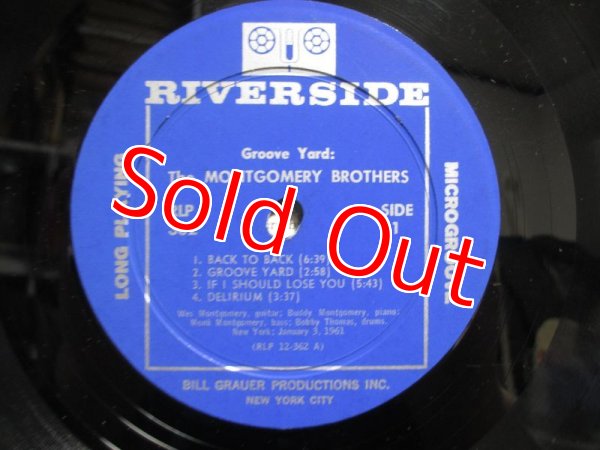 RIVERSIDE
Groove Yard:
The MONTGOMERY BROTHERS
LONG PLAYING
MICROGROOVE
RLP
SIDE
1
Sold Out
1. BACK TO BACK (6:39)
2. GROOVE YARD (2:58)
3. IF I SHOULD LOSE YOU (5:43)
4. DELIRIUM (3:37)
Wes Montgomery, guitar; Buddy Montgomery, piano;
Monk Montgomery, bass; Bobby Thomas, drums.
New York; January 3, 1961
(RLP 12-362 A)
BILL GRAUER PRODUCTIONS INC.
NEW YORK CITY